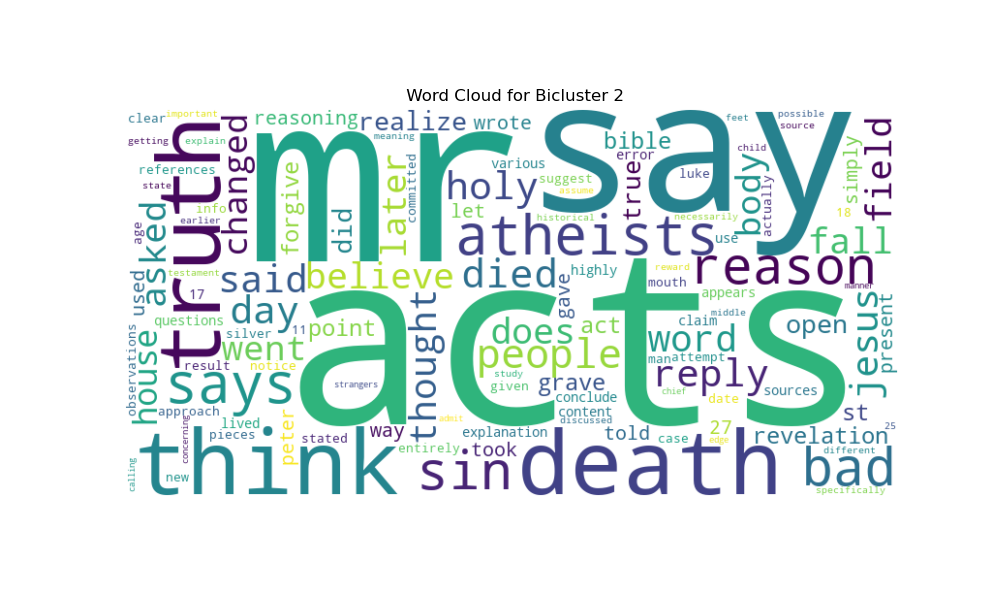 Word Cloud for Bicluster 2
clear important reasoning realize wrote bible feet possible source
getting explain meaning various error child
references truth changed mr say body simply field
state forgive did later committed holy suggest assume true luke actually
info let 18
age earlier asked historical necessarily
atheists use fall
used testament said believe died highly reward reason
17 mouth manner
day gave appears
observations house questions silver 11 point thought acts does act word middle open jesus present
went people claim
result notice study man attempt reply
says strangers given grave chief sources
approach conclude date
content st
pieces lived peter stated way discussed told case 27 25
concerning admit explanation edge revelation
calling new think entirely took sin death different bad
specifically